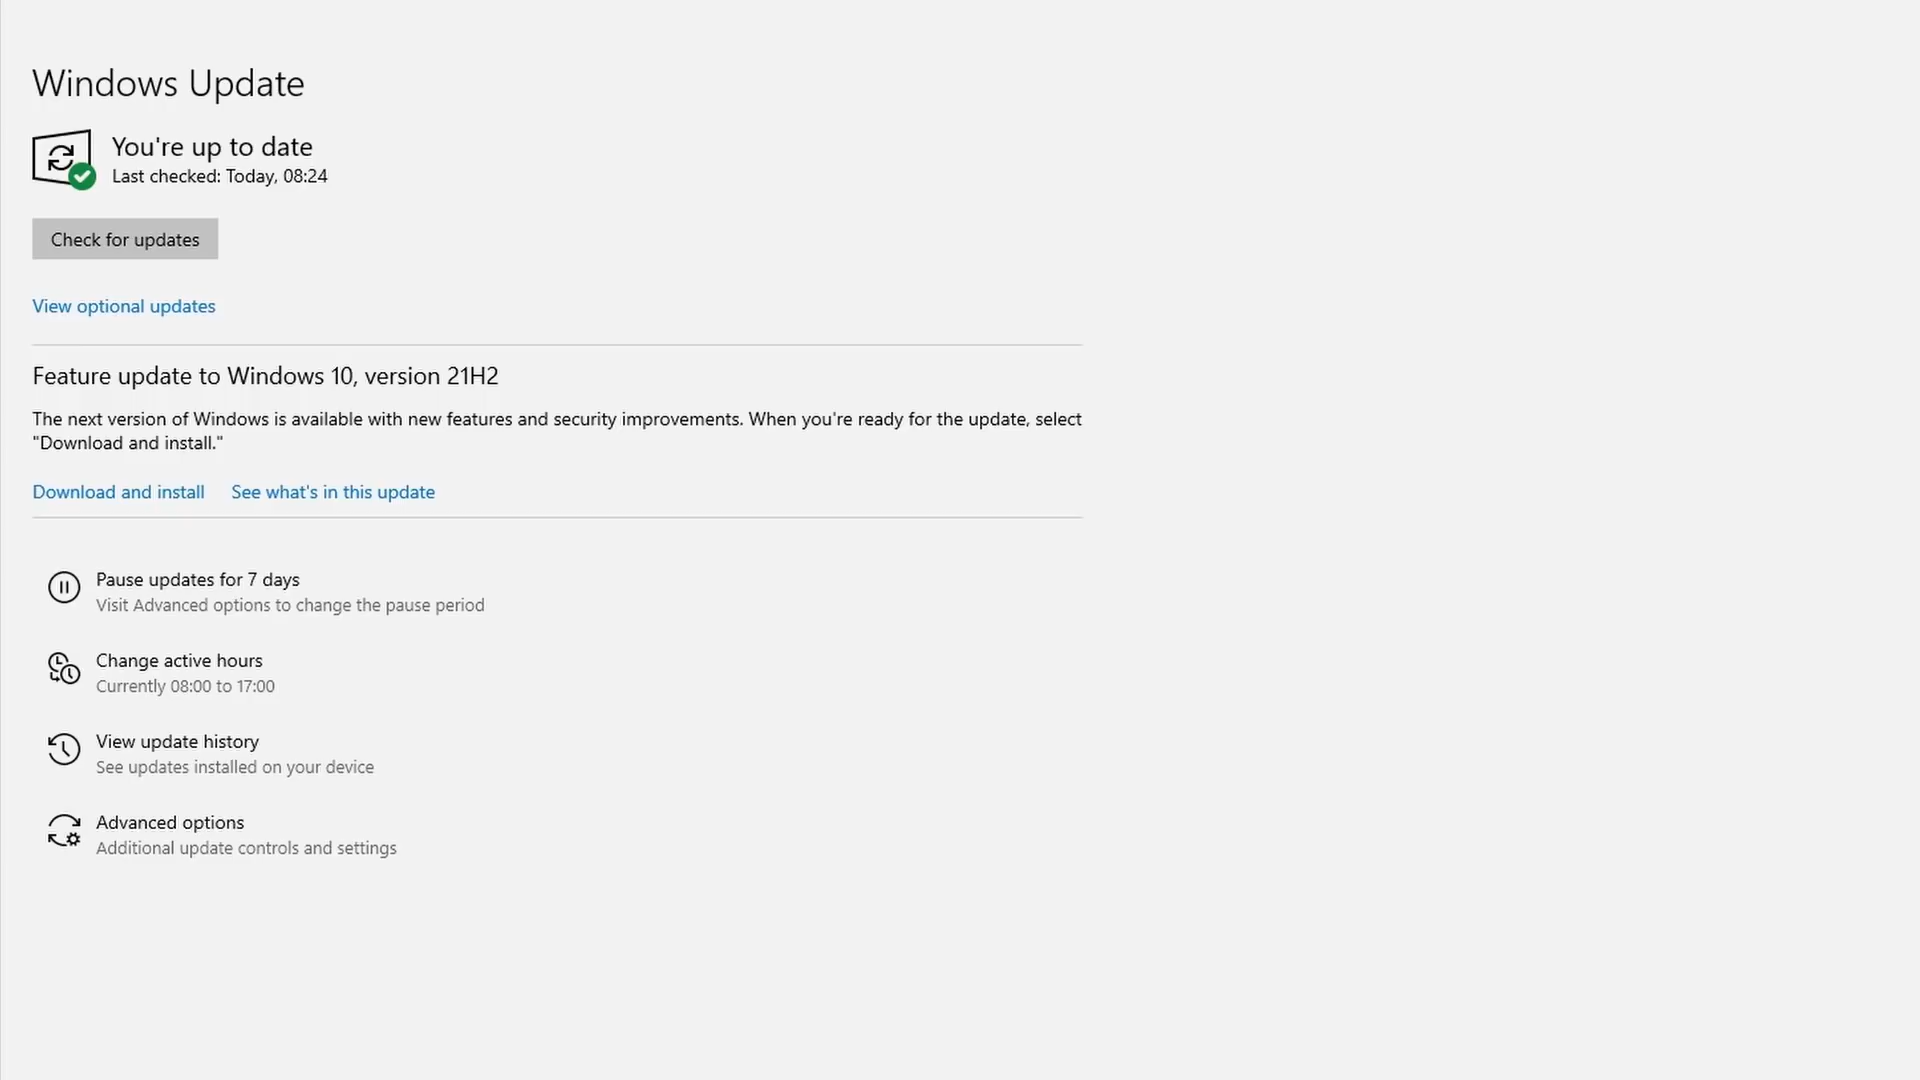 Windows Update
You're up to date
Last checked: Today, 08:24
Check for updates
View optional updates
Feature update to Windows 10, version 21H2
The next version of Windows is available with new features and security improvements. When you're ready for the update, select
"Download and install."
Download and install See what's in this update
Pause updates for 7 days
Visit Advanced options to change the pause period
Change active hours
Currently 08:00 to 17:00
View update history
See updates installed on your device
Advanced options
Additional update controls and settings